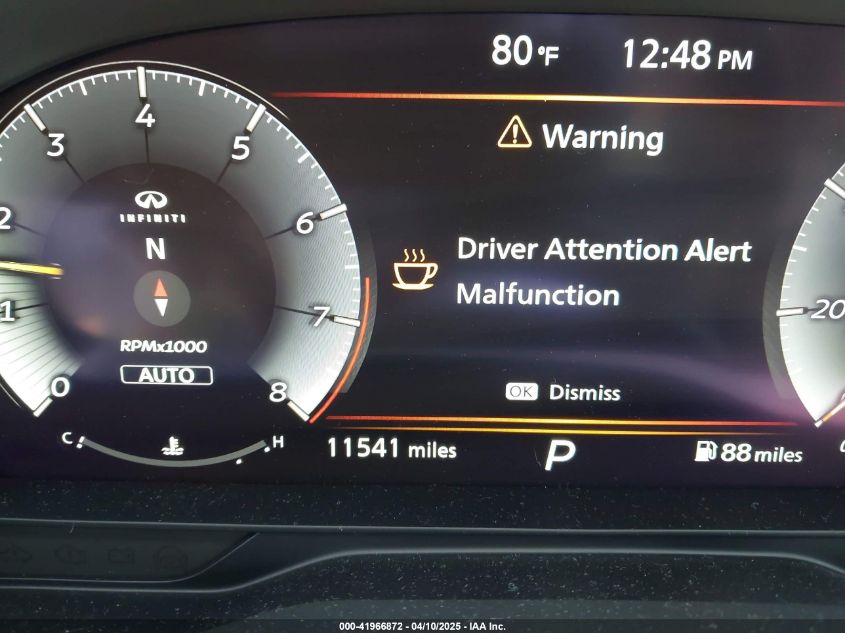 80°F 12:48 PM
Warning
Driver Attention Alert
Malfunction
OK Dismiss
11541 miles
P
88 miles
0
1
2
3
4
5
6
7
8
INFINITI
N
RPMx1000
AUTO
C
H
20
000-41966872 - 04/10/2025 - IAA Inc.